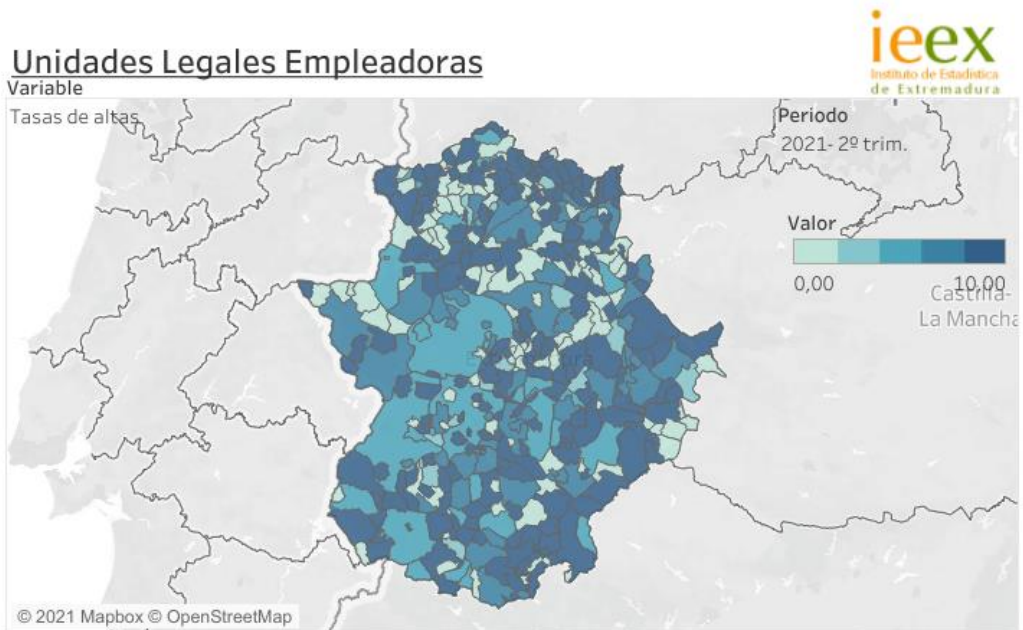 ieex
Instituto de Estadística
de Extremadura
Unidades Legales Empleadoras
Variable
Tasas de altas
Periodo
2021- 2º trim.
Valor
0,00
10,00
Castilla-
La Mancha
© 2021 Mapbox © OpenStreetMap